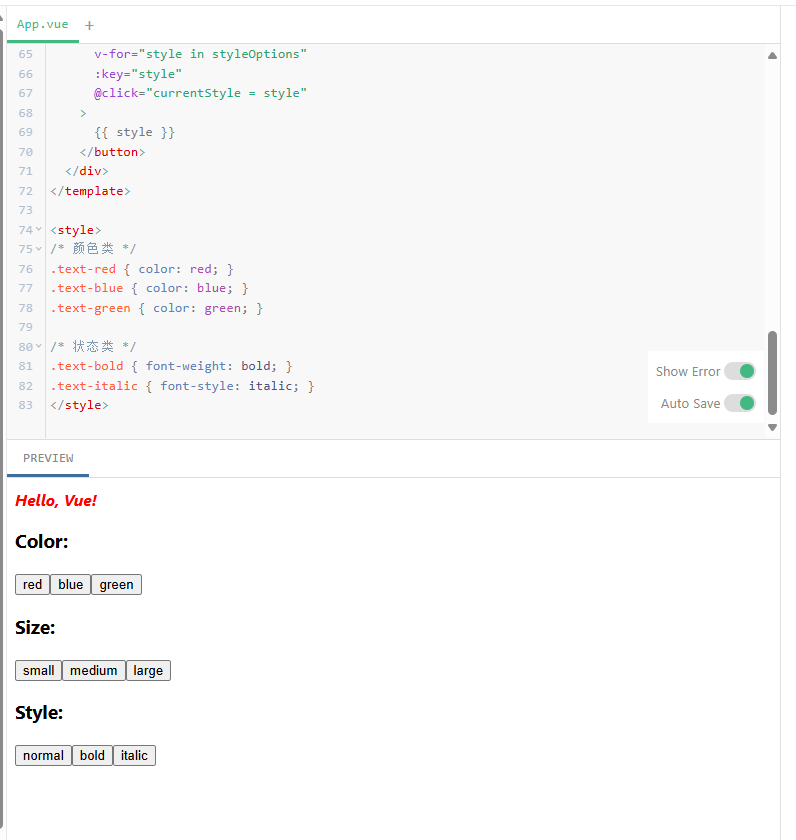 App.vue +
65 v-for="style in styleOptions"
66 :key="style"
67 @click="currentStyle = style"
68 >
69 {{ style }}
70 </button>
71 </div>
72 </template>
73
74 <style>
75 /* 颜色类 */
76 .text-red { color: red; }
77 .text-blue { color: blue; }
78 .text-green { color: green; }
79
80 /* 状态类 */
81 .text-bold { font-weight: bold; }
82 .text-italic { font-style: italic; }
83 </style>
Show Error
Auto Save
PREVIEW
Hello, Vue!
Color:
red blue green
Size:
small medium large
Style:
normal bold italic